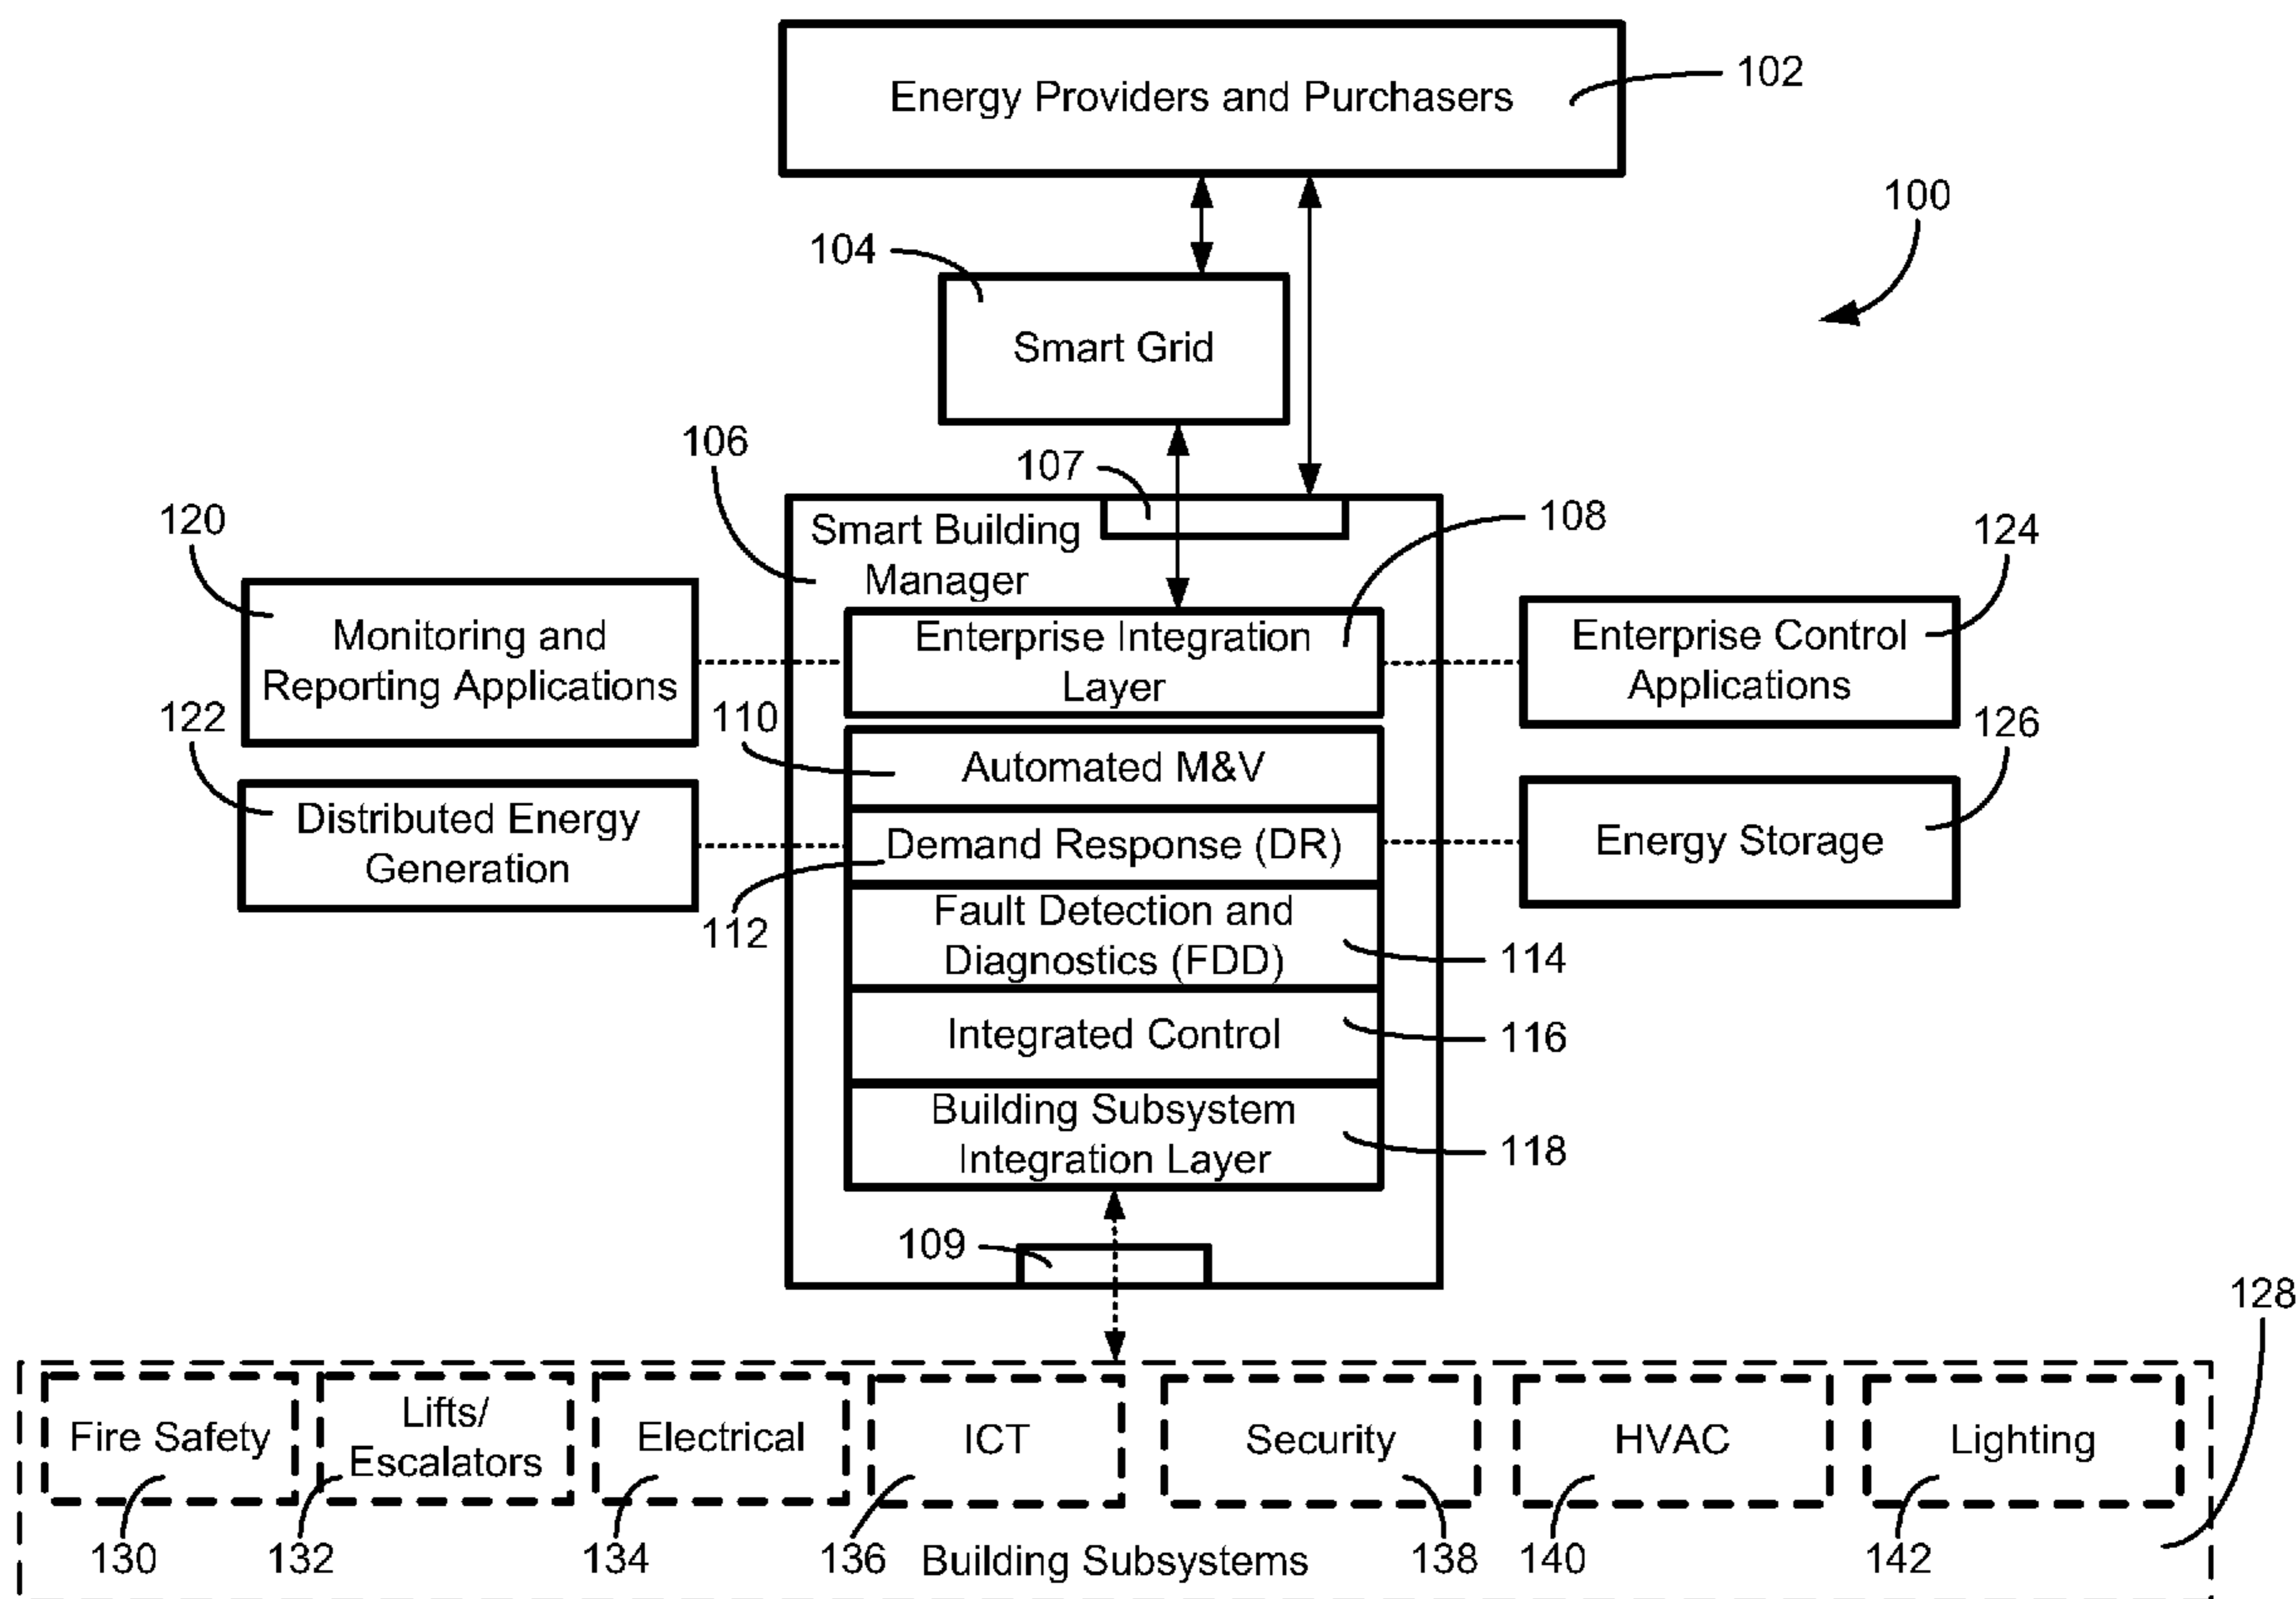 Energy Providers and Purchasers
102
100
104
Smart Grid
106
107
Smart Building
Manager
108
120
Monitoring and
Reporting Applications
Enterprise Integration
Layer
124
Enterprise Control
Applications
122
Distributed Energy
Generation
110
Automated M&V
126
Energy Storage
Demand Response (DR)
112
Fault Detection and
Diagnostics (FDD)
114
Integrated Control
116
Building Subsystem
Integration Layer
118
109
128
Fire Safety
Lifts/
Escalators
Electrical
ICT
Security
HVAC
Lighting
130
132
134
136
Building Subsystems
138
140
142